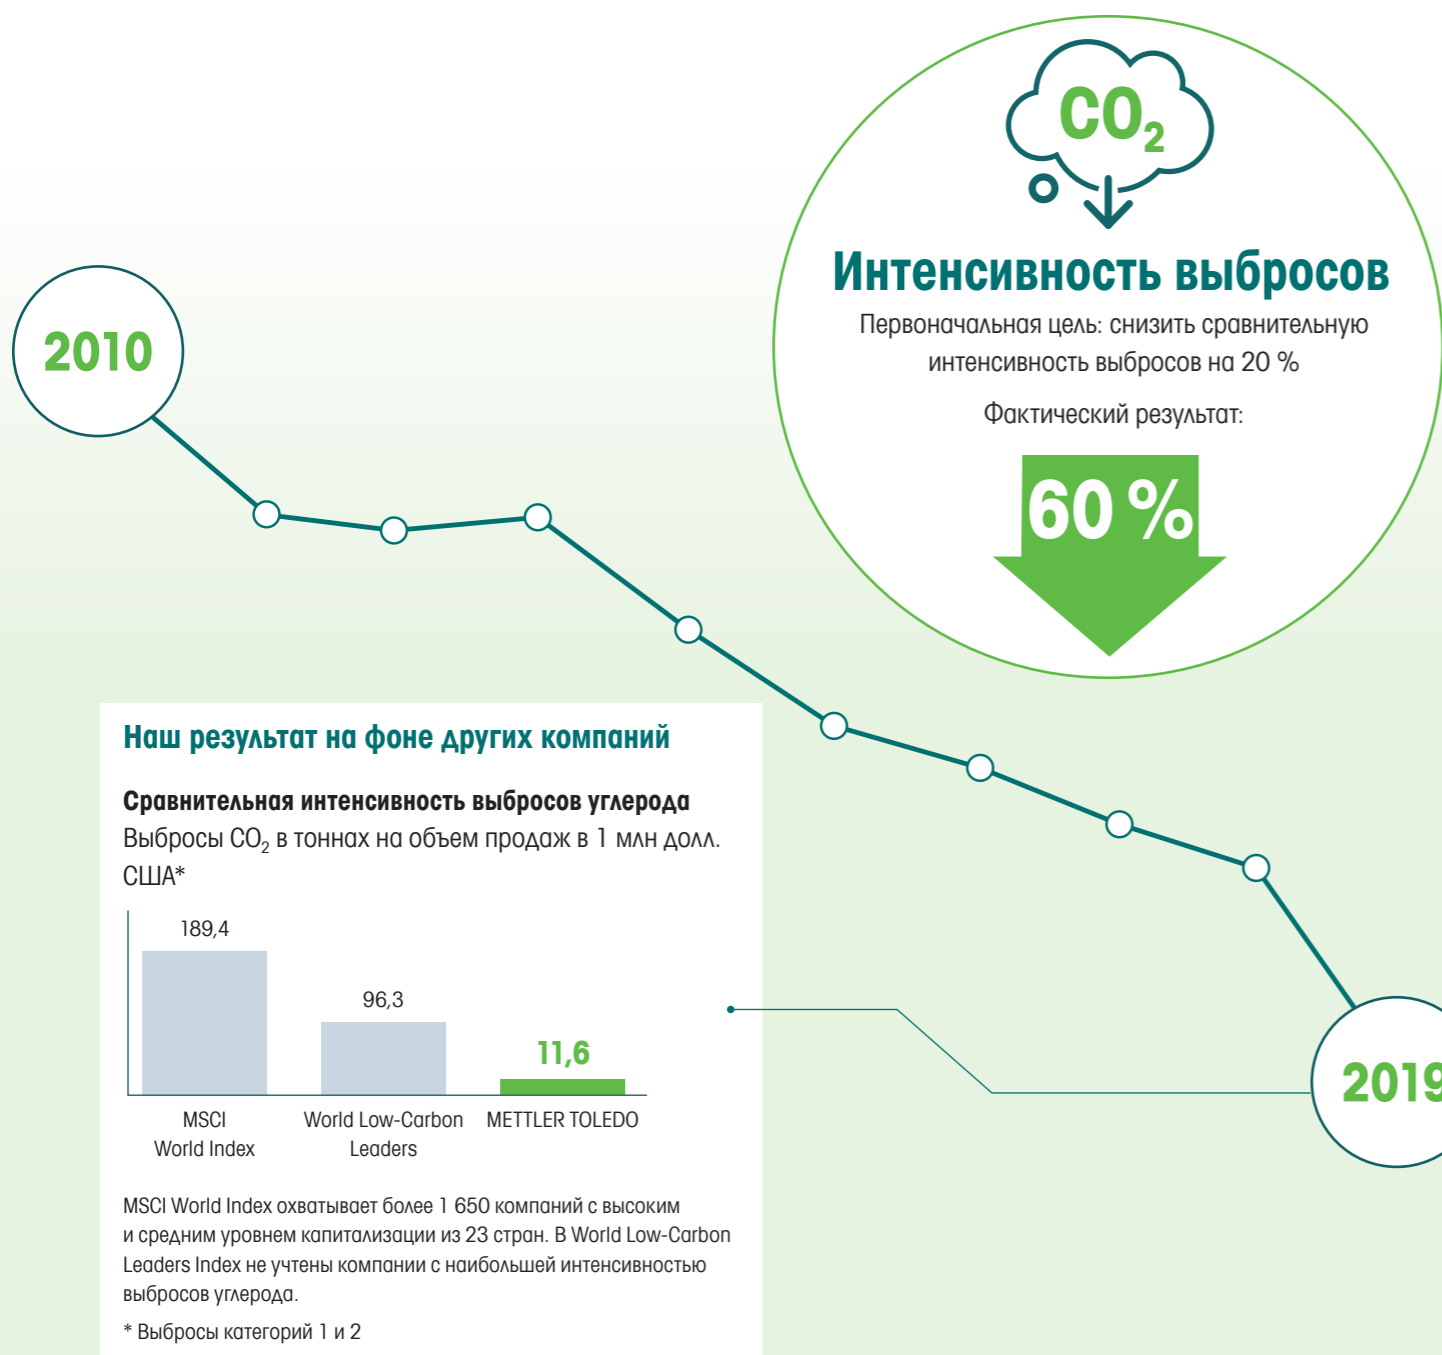 CO₂
Интенсивность выбросов
Первоначальная цель: снизить сравнительную
интенсивность выбросов на 20 %
Фактический результат:
60 %
2010
Наш результат на фоне других компаний
Сравнительная интенсивность выбросов углерода
Выбросы CO₂ в тоннах на объем продаж в 1 млн долл.
США*
189,4
96,3
11,6
MSCI
World Index
World Low-Carbon
Leaders
METTLER TOLEDO
2019
MSCI World Index охватывает более 1 650 компаний с высоким
и средним уровнем капитализации из 23 стран. В World Low-Carbon
Leaders Index не учтены компании с наибольшей интенсивностью
выбросов углерода.
* Выбросы категорий 1 и 2